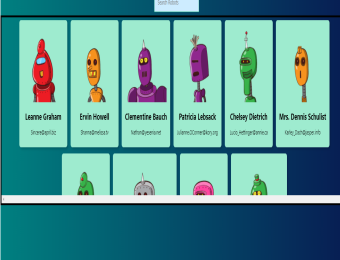 Search Robots
Leanne Graham
Ervin Howell
Clementine Bauch
Patricia Lebsack
Chelsey Dietrich
Mrs. Dennis Schulist
Sincere@april.biz
Shanna@melissa.tv
Nathan@yesenia.net
Julianne.OConner@kory.org
Lucio_Hettinger@annie.ca
Karley_Dach@jasper.info